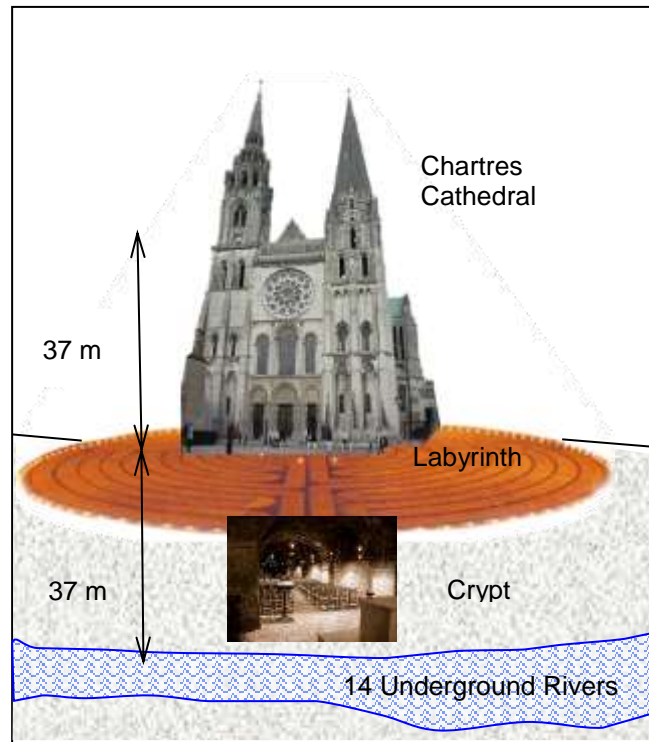 Chartres
Cathedral
37 m
Labyrinth
37 m
Crypt
14 Underground Rivers